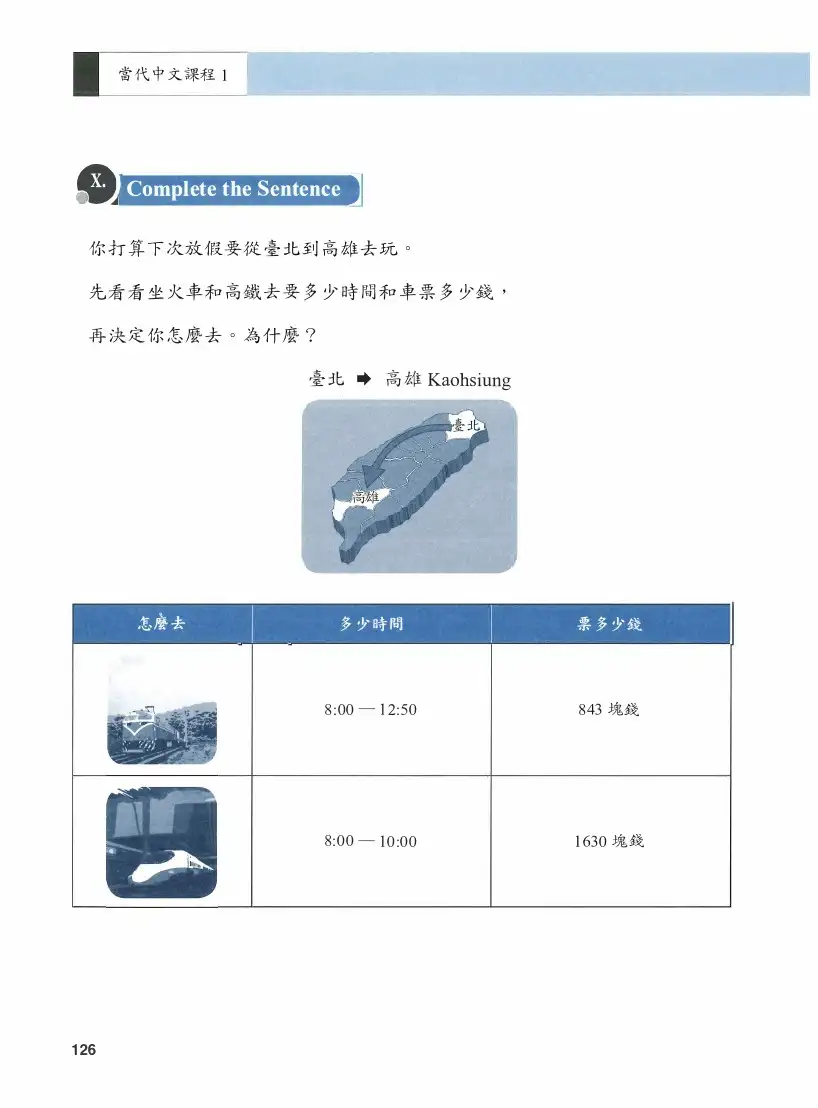 當代中文課程 1
X. Complete the Sentence
你打算下次放假要從臺北到高雄去玩。
先看看坐火車和高鐵去要多少時間和車票多少錢，
再決定你怎麼去。為什麼？
臺北 ➡ 高雄 Kaohsiung
臺北
高雄
怎麼去 多少時間 票多少錢
8:00 — 12:50 843 塊錢
8:00 — 10:00 1630 塊錢
126